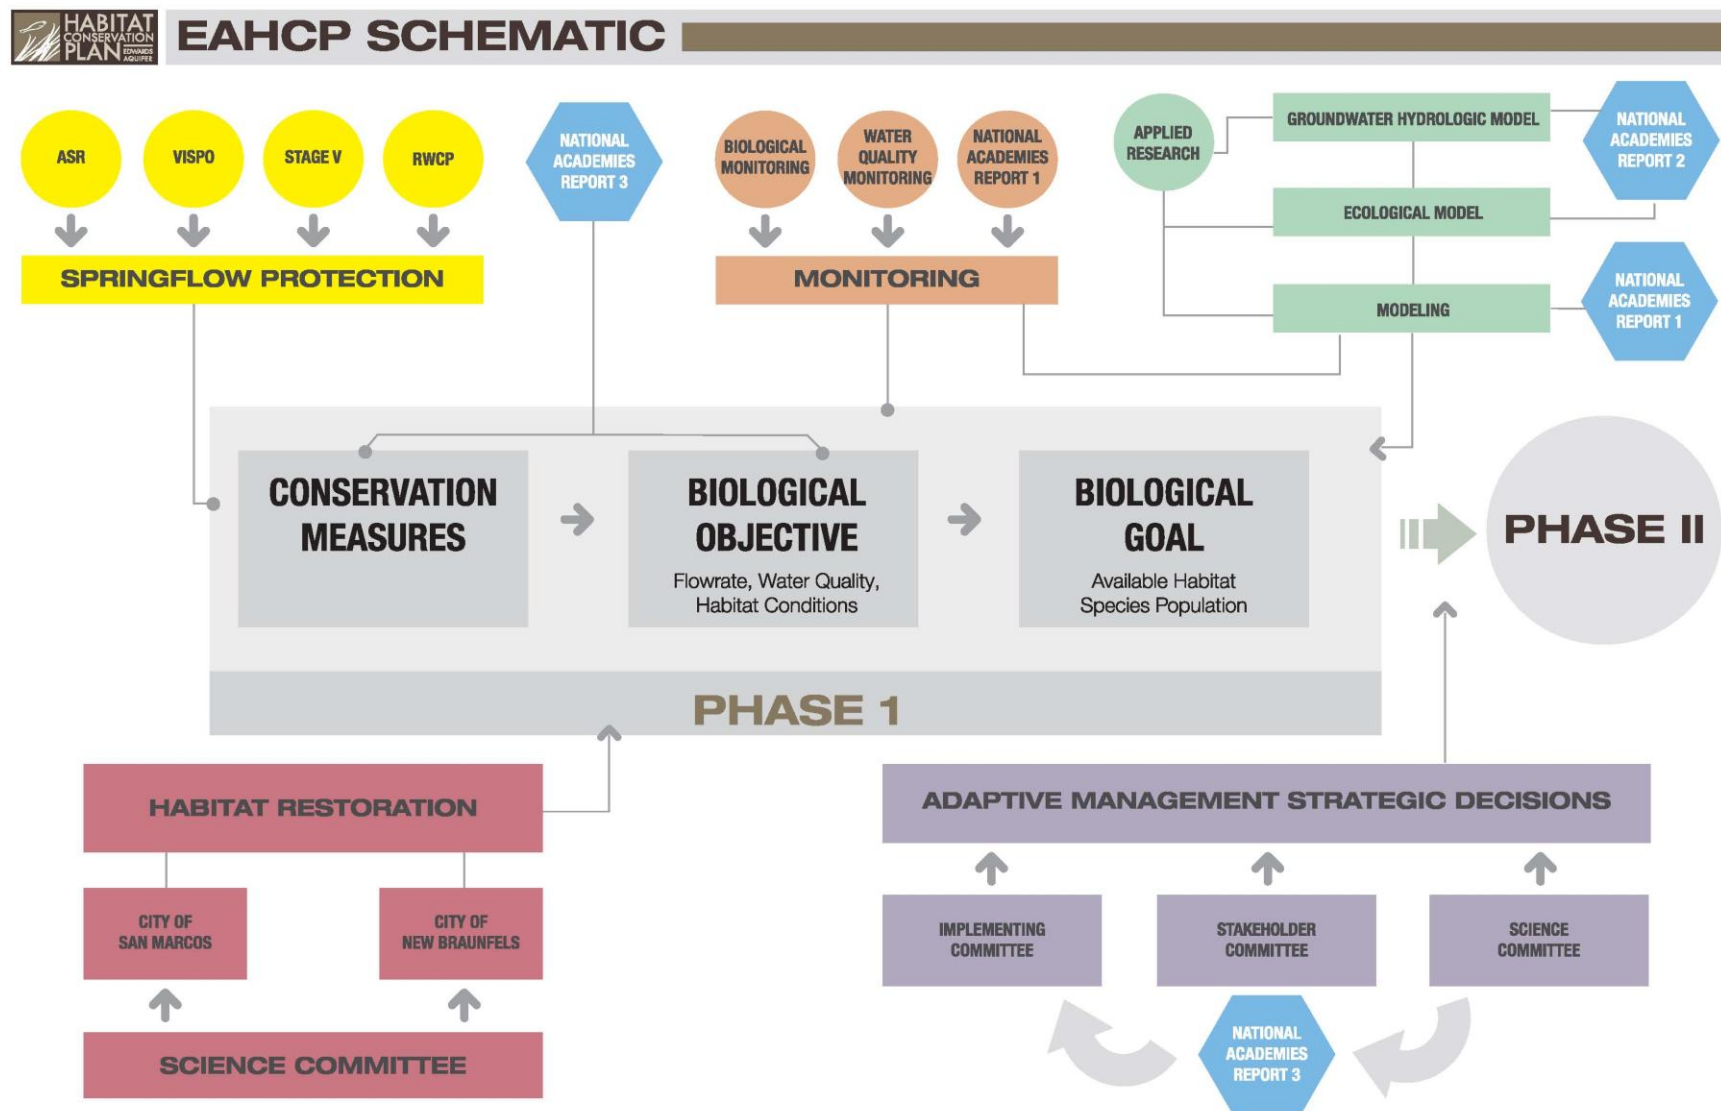 HABITAT
CONSERVATION
PLAN EDWARDS
AQUIFER
EAHCP SCHEMATIC
ASR
VISPO
STAGE V
RWCP
NATIONAL
ACADEMIES
REPORT 3
BIOLOGICAL
MONITORING
WATER
QUALITY
MONITORING
NATIONAL
ACADEMIES
REPORT 1
APPLIED
RESEARCH
GROUNDWATER HYDROLOGIC MODEL
NATIONAL
ACADEMIES
REPORT 2
ECOLOGICAL MODEL
SPRINGFLOW PROTECTION
MONITORING
MODELING
NATIONAL
ACADEMIES
REPORT 1
CONSERVATION
MEASURES
BIOLOGICAL
OBJECTIVE
Flowrate, Water Quality,
Habitat Conditions
BIOLOGICAL
GOAL
Available Habitat
Species Population
PHASE II
PHASE 1
HABITAT RESTORATION
CITY OF
SAN MARCOS
CITY OF
NEW BRAUNFELS
SCIENCE COMMITTEE
ADAPTIVE MANAGEMENT STRATEGIC DECISIONS
IMPLEMENTING
COMMITTEE
STAKEHOLDER
COMMITTEE
SCIENCE
COMMITTEE
NATIONAL
ACADEMIES
REPORT 3